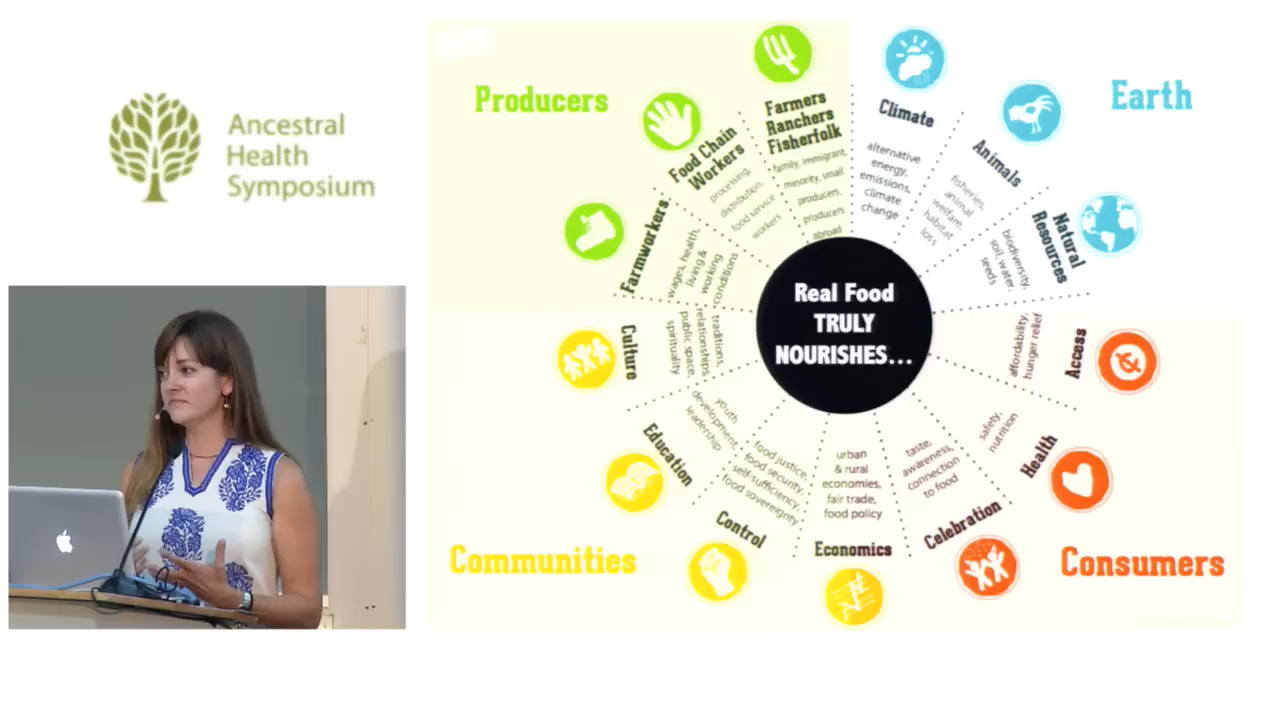 Ancestral
Health
Symposium
Producers
Earth
Communities
Consumers
Real Food
TRULY
NOURISHES...
Farmers
Ranchers
Fisherfolk
family, immigrant,
minority, small
producers,
producers
abroad
Climate
alternative
energy,
emissions,
climate
change
Animals
fisheries,
animal
welfare,
habitat
loss
Natural
Resources
biodiversity,
soil, water,
seeds
Access
affordability,
hunger relief
Health
safety,
nutrition
Celebration
taste,
awareness,
connection
to food
Economics
urban
& rural
economies,
fair trade,
food policy
Control
food justice,
food security,
self-sufficiency,
food sovereignty
Education
youth
development,
leadership
Culture
traditions,
relationships,
public space,
spirituality
Farmworkers
wages, health,
living &
working
conditions
Food Chain
Workers
processing,
distribution,
food service
workers